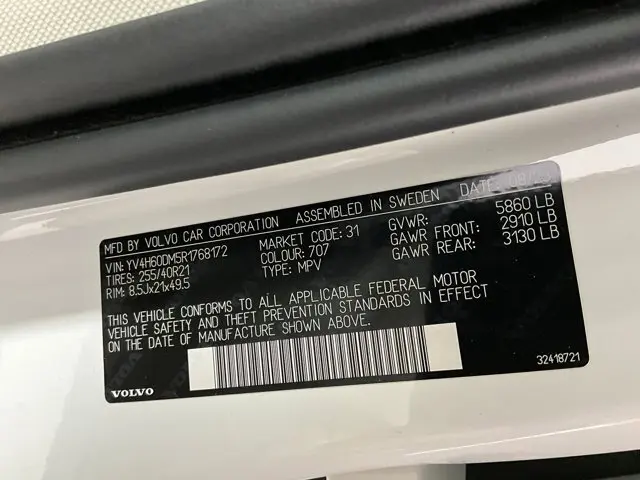 MFD BY VOLVO CAR CORPORATION ASSEMBLED IN SWEDEN DATE:
VIN: YV4H60DM5R1768172 MARKET CODE: 31 GVWR: 5860 LB
TIRES: 255/40R21 COLOUR: 707 GAWR FRONT: 2910 LB
RIM: 8.5Jx21x49.5 TYPE: MPV GAWR REAR: 3130 LB
THIS VEHICLE CONFORMS TO ALL APPLICABLE FEDERAL MOTOR
VEHICLE SAFETY AND THEFT PREVENTION STANDARDS IN EFFECT
ON THE DATE OF MANUFACTURE SHOWN ABOVE.
VOLVO
32418721